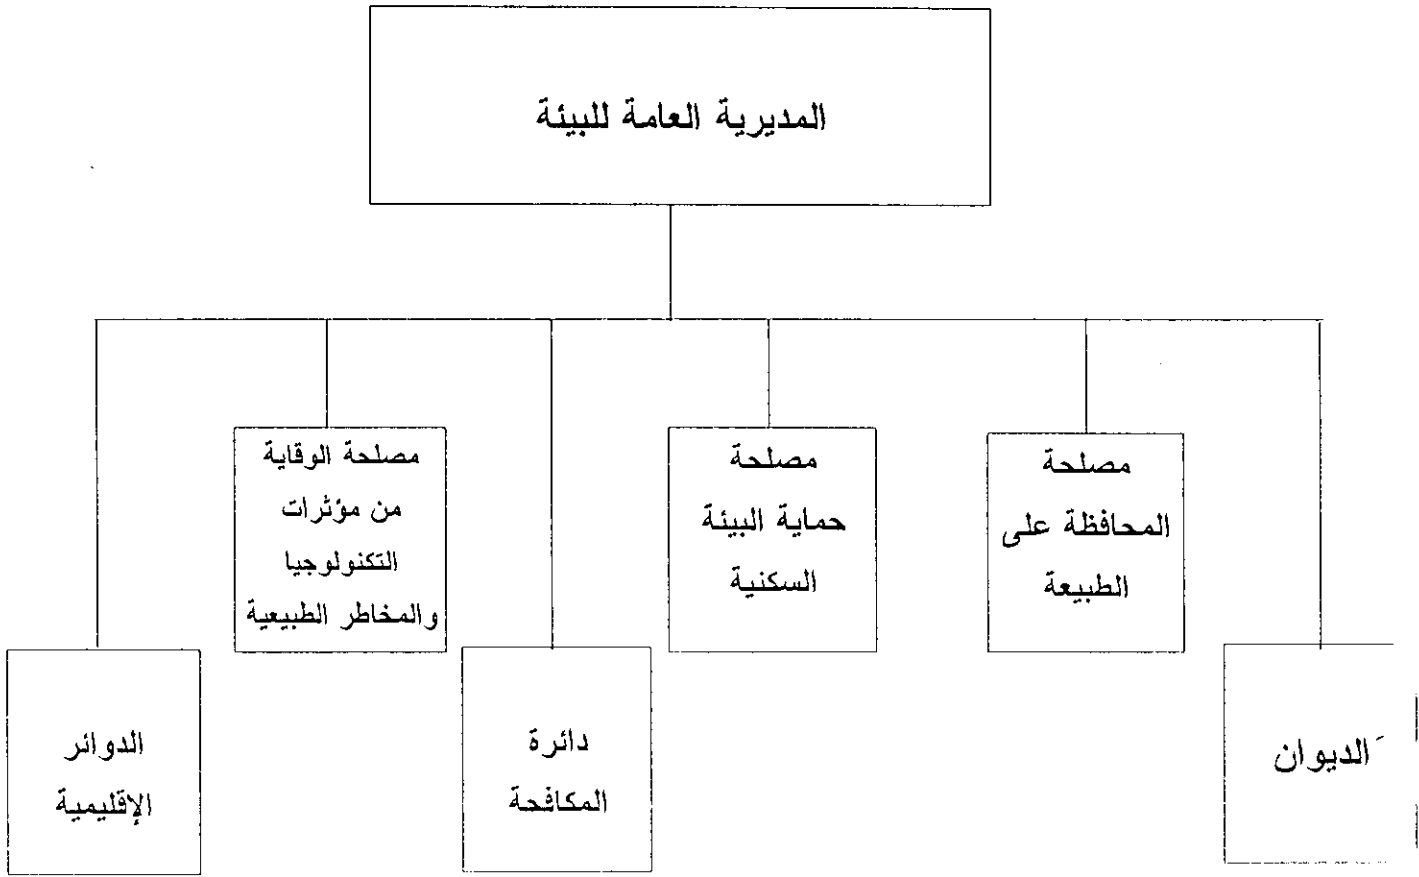 المديرية العامة للبيئة
مصلحة
المحافظة على
الطبيعة
مصلحة
حماية البيئة
السكنية
مصلحة الوقاية
من مؤثرات
التكنولوجيا
والمخاطر الطبيعية
الديوان
دائرة
المكافحة
الدوائر
الإقليمية